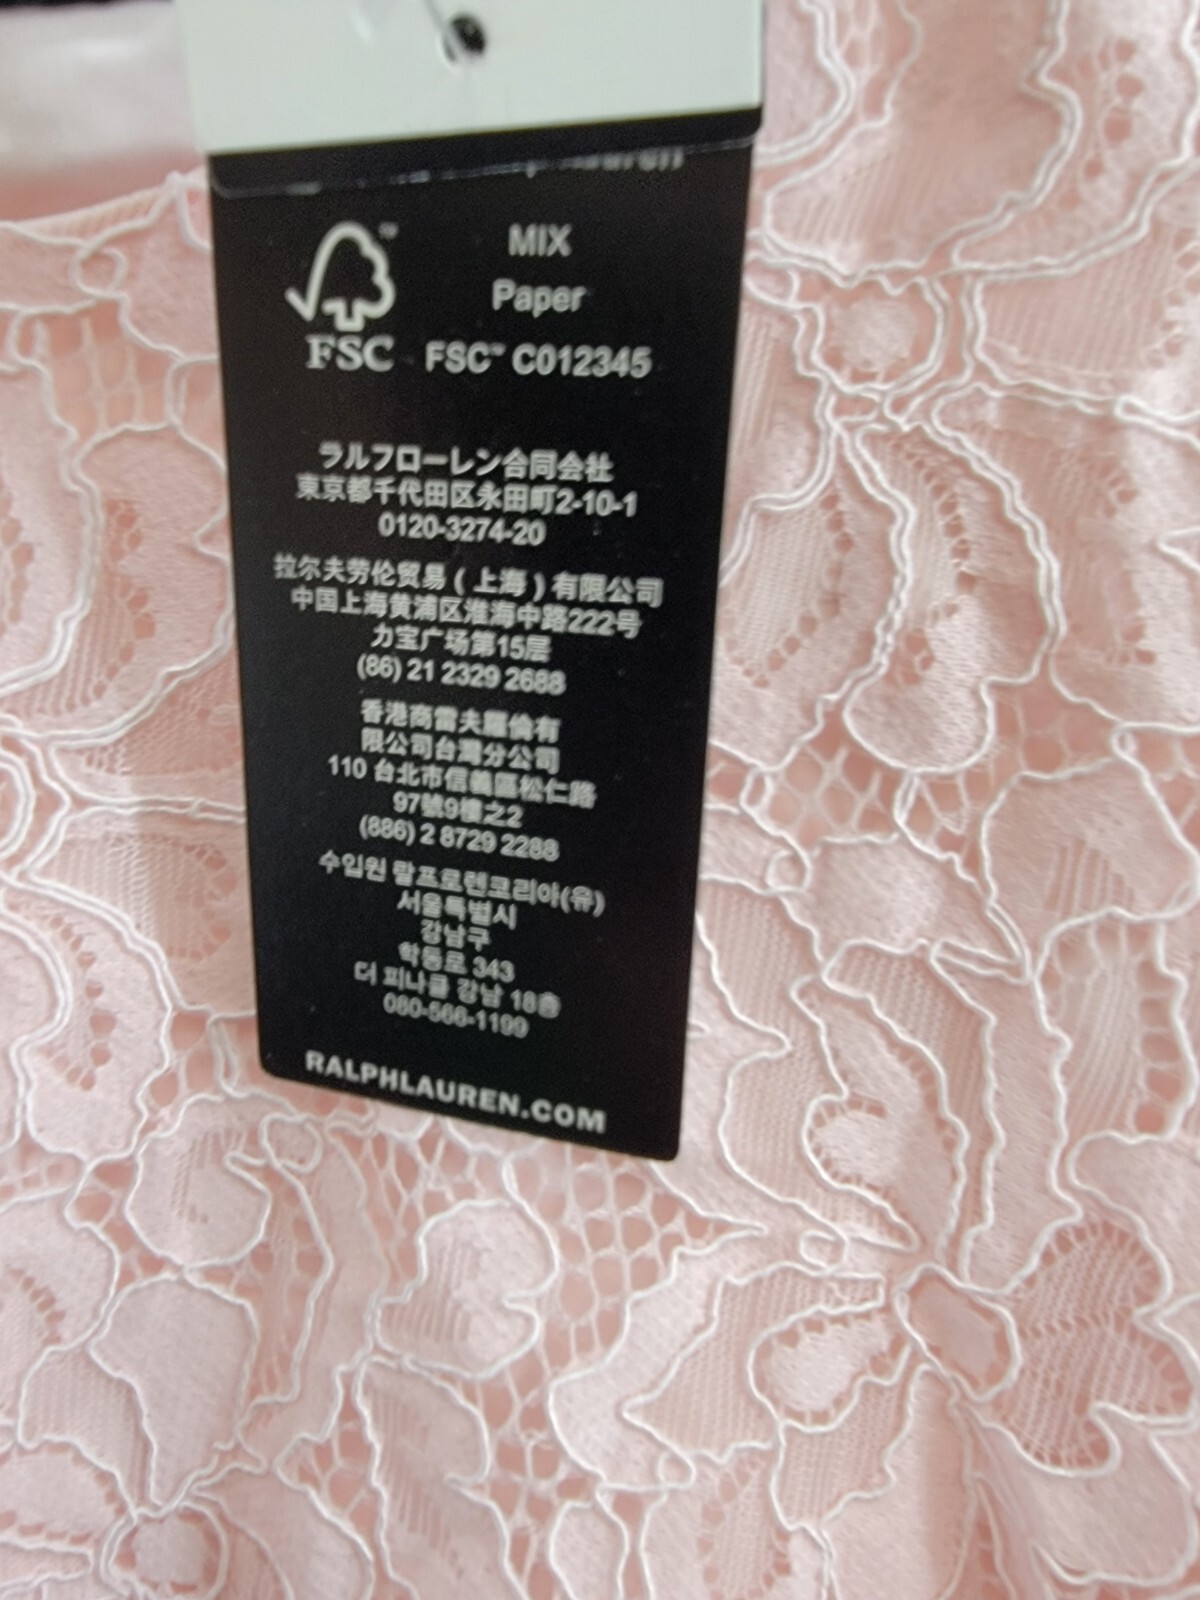 MIX
Paper
FSC™ C012345
FSC
ラルフローレン合同会社
東京都千代田区永田町2-10-1
0120-3274-20
拉尔夫劳伦贸易（上海）有限公司
中国上海黄浦区淮海中路222号
力宝广场第15层
(86) 21 2329 2688
香港商雷夫羅倫有
限公司台灣分公司
110 台北市信義區松仁路
97號9樓之2
(886) 2 8729 2288
수입원 랄프로렌코리아(유)
서울특별시
강남구
학동로 343
더 피나클 강남 18층
080-566-1199
RALPHLAUREN.COM